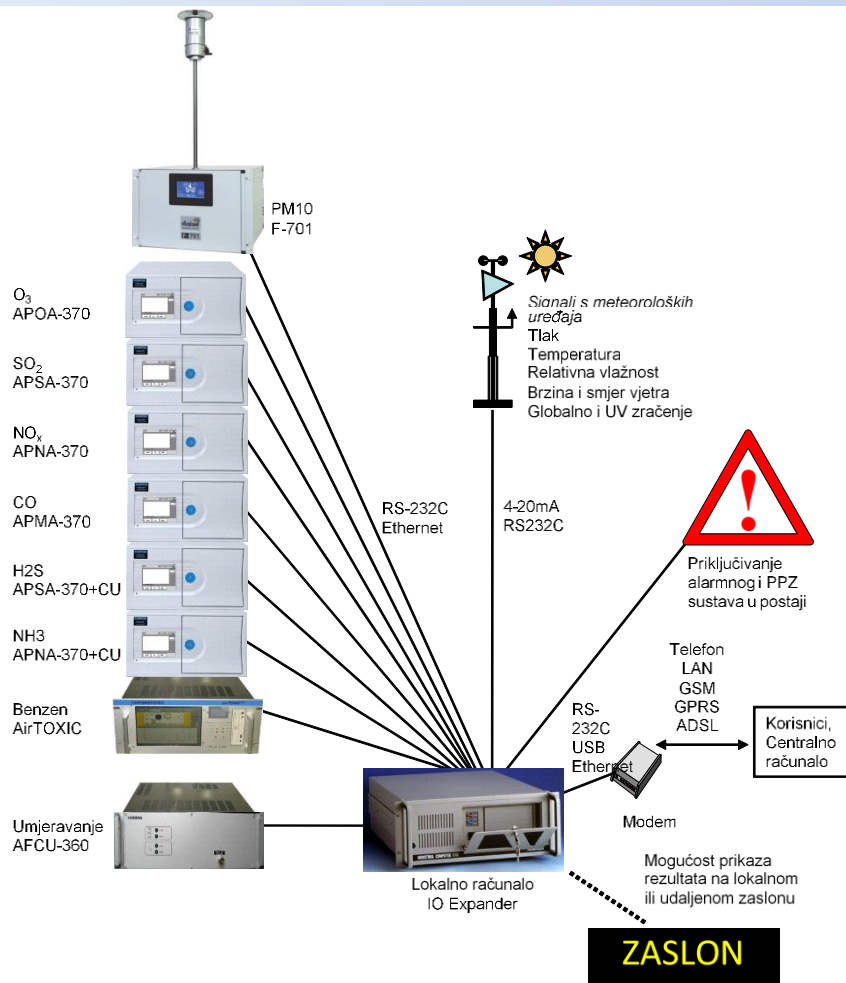 PM10
F-701
O3
APOA-370
SO2
APSA-370
NOx
APNA-370
CO
APMA-370
H2S
APSA-370+CU
NH3
APNA-370+CU
Benzen
AirTOXIC
Umjeravanje
AFCU-360
RS-232C
Ethernet
Signali s meteoroloških
uređaja
Tlak
Temperatura
Relativna vlažnost
Brzina i smjer vjetra
Globalno i UV zračenje
4-20mA
RS232C
Priključivanje
alarmnog i PPZ
sustava u postaji
Telefon
LAN
GSM
GPRS
ADSL
RS-
232C
USB
Ethernet
Korisnici,
Centralno
računalo
Modem
Lokalno računalo
IO Expander
Mogućost prikaza
rezultata na lokalnom
ili udaljenom zaslonu
ZASLON